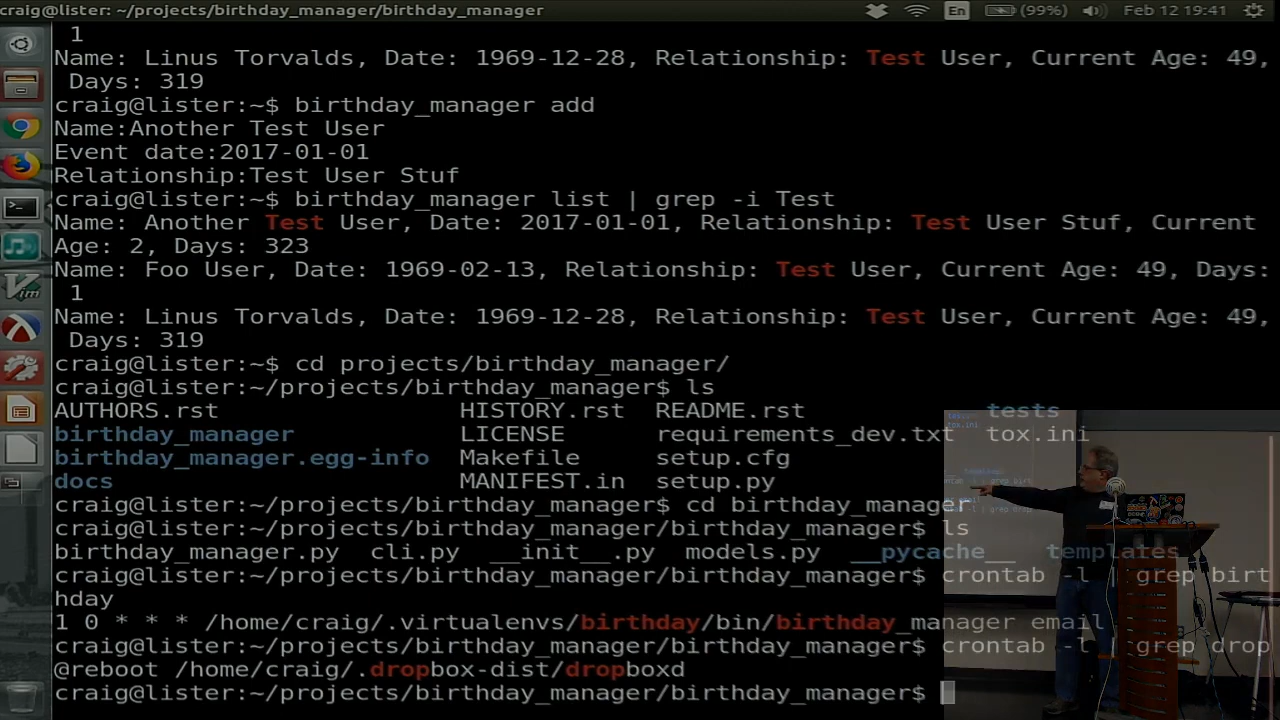 craig@lister: ~/projects/birthday_manager/birthday_manager En (99%) Feb 12 19:41
1
Name: Linus Torvalds, Date: 1969-12-28, Relationship: Test User, Current Age: 49,
Days: 319
craig@lister:~$ birthday_manager add
Name:Another Test User
Event date:2017-01-01
Relationship:Test User Stuf
craig@lister:~$ birthday_manager list | grep -i Test
Name: Another Test User, Date: 2017-01-01, Relationship: Test User Stuf, Current
Age: 2, Days: 323
Name: Foo User, Date: 1969-02-13, Relationship: Test User, Current Age: 49, Days:
1
Name: Linus Torvalds, Date: 1969-12-28, Relationship: Test User, Current Age: 49,
Days: 319
craig@lister:~$ cd projects/birthday_manager/
craig@lister:~/projects/birthday_manager$ ls
AUTHORS.rst HISTORY.rst README.rst tests
birthday_manager LICENSE requirements_dev.txt tox.ini
birthday_manager.egg-info Makefile setup.cfg
docs MANIFEST.in setup.py
craig@lister:~/projects/birthday_manager$ cd birthday_manager
craig@lister:~/projects/birthday_manager/birthday_manager$ ls
birthday_manager.py cli.py __init__.py models.py __pycache__ templates
craig@lister:~/projects/birthday_manager/birthday_manager$ crontab -l | grep birt
hday
1 0 * * * /home/craig/.virtualenvs/birthday/bin/birthday_manager email
craig@lister:~/projects/birthday_manager/birthday_manager$ crontab -l | grep drop
@reboot /home/craig/.dropbox-dist/dropboxd
craig@lister:~/projects/birthday_manager/birthday_manager$